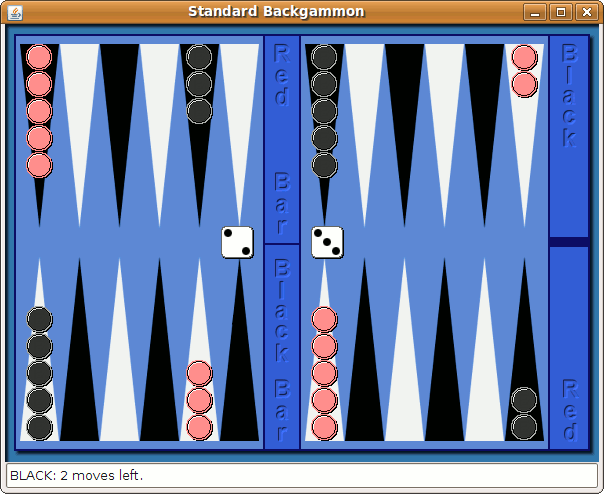 Standard Backgammon
Red
Bar
Black
Black
Bar
Red
BLACK: 2 moves left.